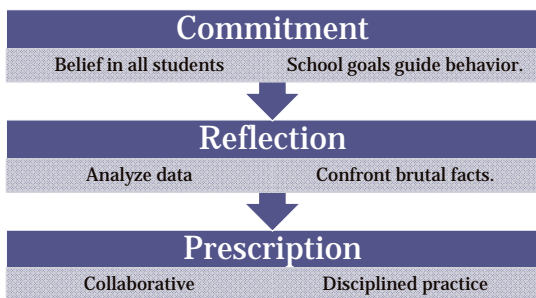 Commitment
Belief in all students School goals guide behavior.
Reflection
Analyze data Confront brutal facts.
Prescription
Collaborative Disciplined practice